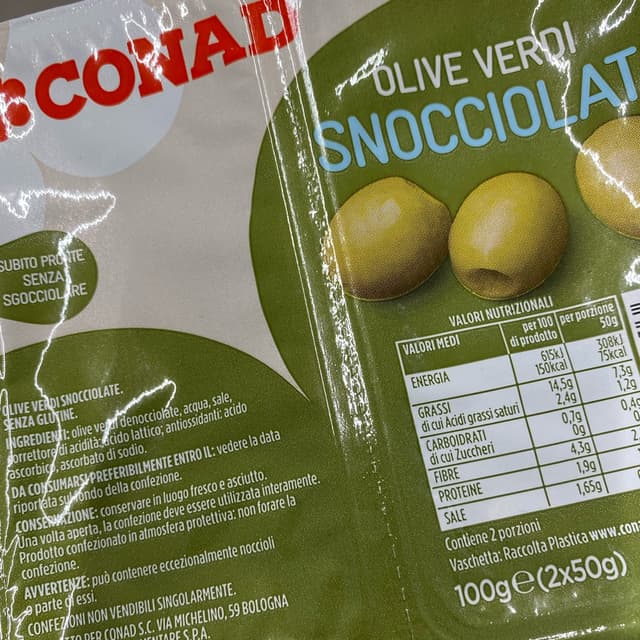 CONAD
OLIVE VERDI
SNOCCIOLAT
SUBITO PRONTE
SENZA
SGOCCIOLARE
OLIVE VERDI SNOCCIOLATE.
SENZA GLUTINE.
INGREDIENTI: olive verdi denocciolate, acqua, sale,
correttore di acidità: acido lattico; antiossidanti: acido
ascorbico, ascorbato di sodio.
DA CONSUMARSI PREFERIBILMENTE ENTRO IL: vedere la data
riportata sul bordo della confezione.
CONSERVAZIONE: conservare in luogo fresco e asciutto.
Una volta aperta, la confezione deve essere utilizzata interamente.
Prodotto confezionato in atmosfera protettiva: non forare la
confezione.
AVVERTENZE: può contenere eccezionalmente noccioli
o parte di essi.
CONFEZIONI NON VENDIBILI SINGOLARMENTE.
PER CONAD S.C. VIA MICHELINO, 59 BOLOGNA
S.P.A.
VALORI NUTRIZIONALI
VALORI MEDI per 100 di prodotto per porzione 50g
ENERGIA 615kJ 308kJ
150kcal 75kcal
GRASSI 14,5g 7,3g
di cui Acidi grassi saturi 2,4g 1,2g
CARBOIDRATI 0,7g 0,4g
di cui Zuccheri 0g
FIBRE 4,3g
PROTEINE 1,9g
SALE 1,65g
Contiene 2 porzioni
Vaschetta: Raccolta Plastica www.con
100g e (2x50g)